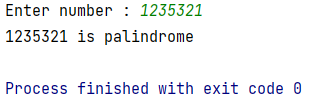 Enter number : 1235321
1235321 is palindrome
Process finished with exit code 0